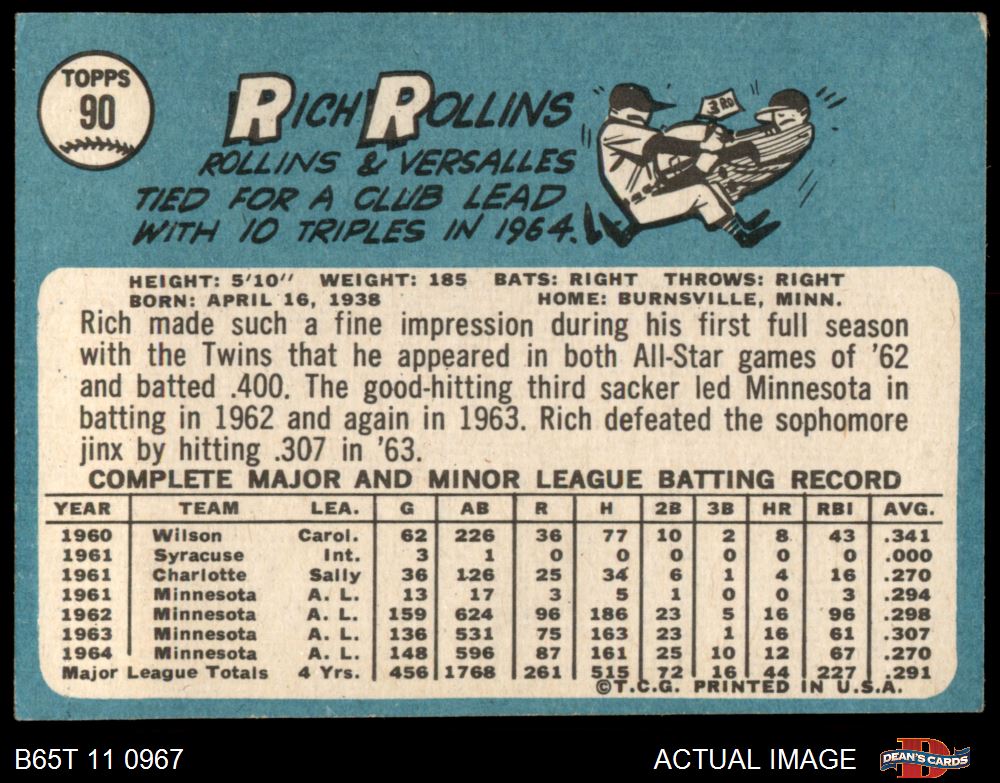 TOPPS
90
RICH ROLLINS
3 RD
ROLLINS & VERSALLES
TIED FOR A CLUB LEAD
WITH 10 TRIPLES IN 1964.
HEIGHT: 5'10" WEIGHT: 185 BATS: RIGHT THROWS: RIGHT
BORN: APRIL 16, 1938 HOME: BURNSVILLE, MINN.
Rich made such a fine impression during his first full season
with the Twins that he appeared in both All-Star games of '62
and batted .400. The good-hitting third sacker led Minnesota in
batting in 1962 and again in 1963. Rich defeated the sophomore
jinx by hitting .307 in '63.
COMPLETE MAJOR AND MINOR LEAGUE BATTING RECORD
YEAR TEAM LEA. G AB R H 2B 3B HR RBI AVG.
1960 Wilson Carol. 62 226 36 77 10 2 8 43 .341
1961 Syracuse Int. 3 1 0 0 0 0 0 0 .000
1961 Charlotte Sally 36 126 25 34 6 1 4 16 .270
1961 Minnesota A. L. 13 17 3 5 1 0 0 3 .294
1962 Minnesota A. L. 159 624 96 186 23 5 16 96 .298
1963 Minnesota A. L. 136 531 75 163 23 1 16 61 .307
1964 Minnesota A. L. 148 596 87 161 25 10 12 67 .270
Major League Totals 4 Yrs. 456 1768 261 515 72 16 44 227 .291
©T.C.G. PRINTED IN U.S.A.
B65T 11 0967 ACTUAL IMAGE D DEAN'S CARDS